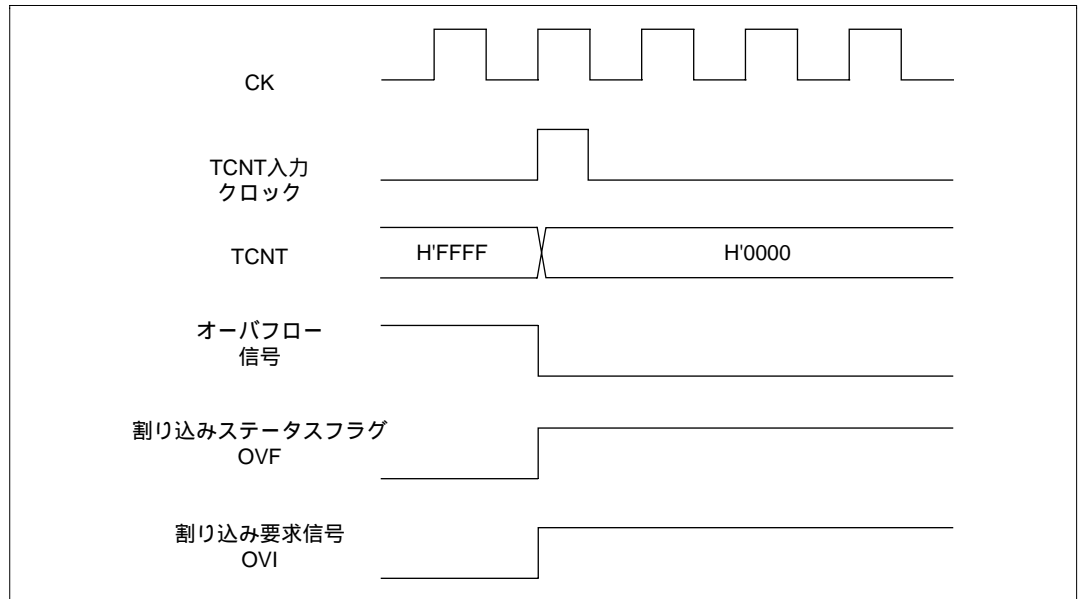 CK
TCNT入力
クロック
TCNT
H'FFFF
H'0000
オーバフロー
信号
割り込みステータスフラグ
OVF
割り込み要求信号
OVI